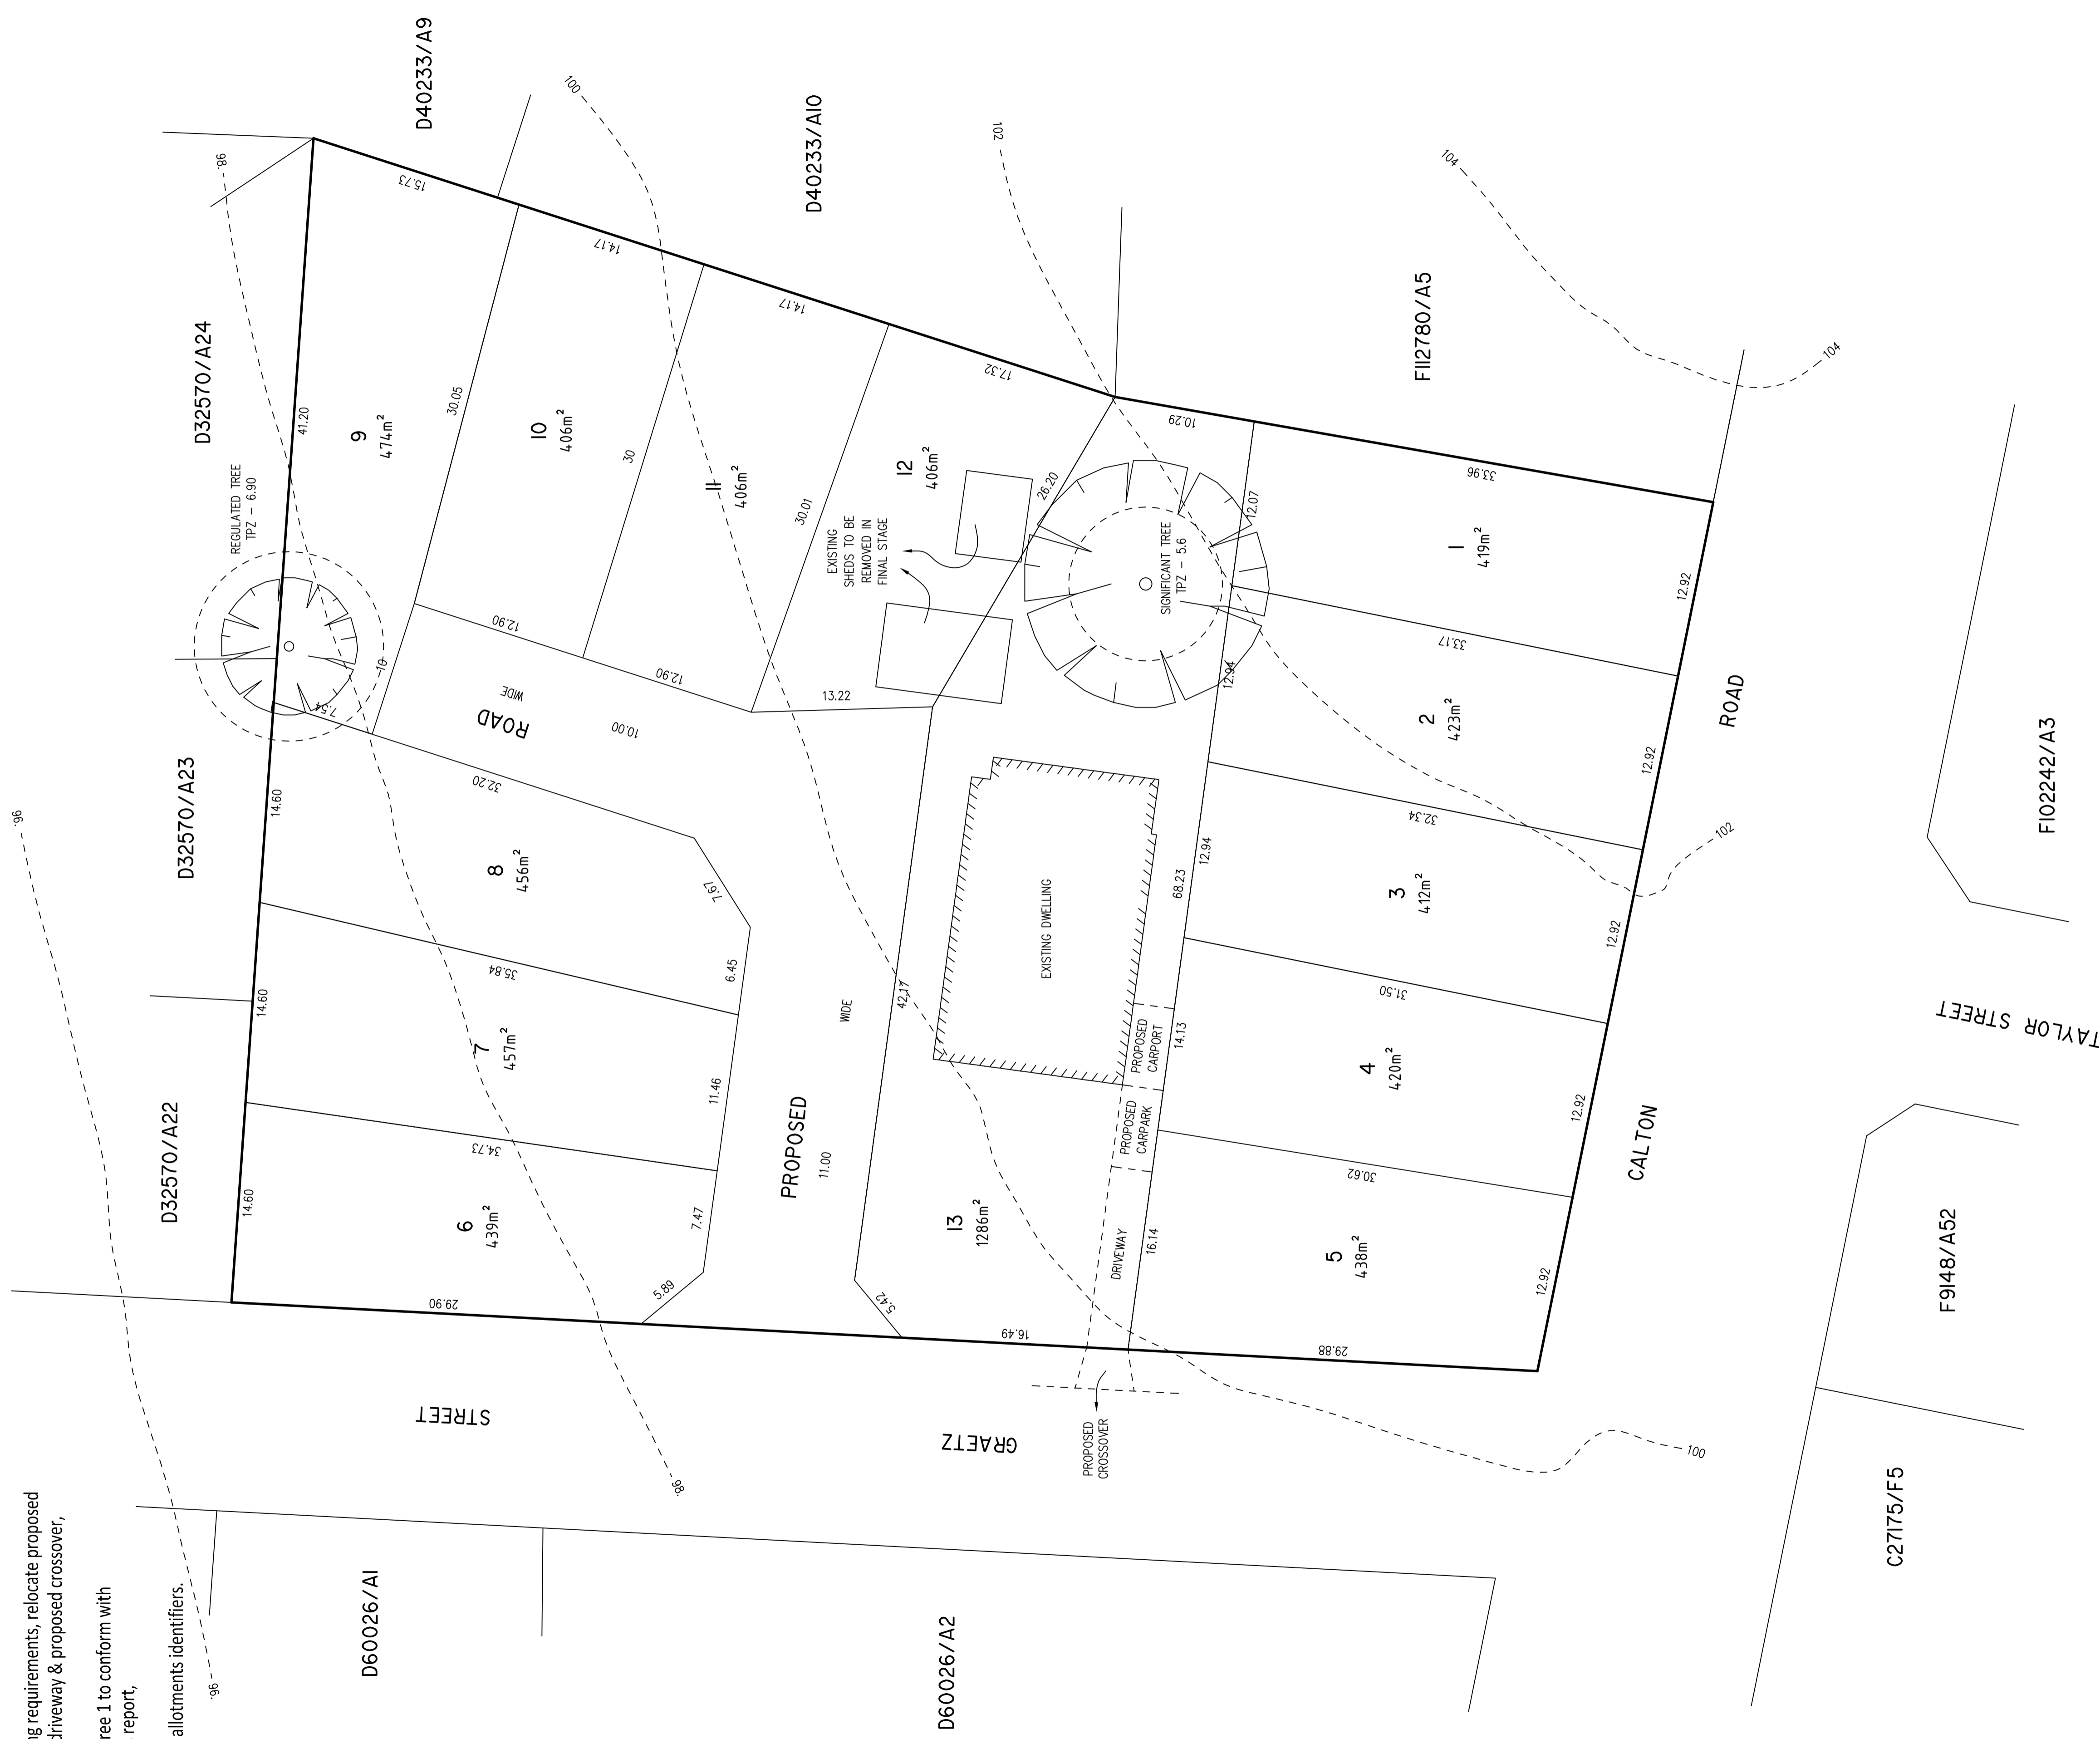 ng requirements, relocate proposed
driveway & proposed crossover,
ree 1 to conform with
report,
allotments identifiers.
D32570/A22
D32570/A23
D32570/A24
D40233/A9
D40233/A10
F112780/A5
F102242/A3
F9148/A52
C27175/F5
D60026/A1
D60026/A2
96
96
98
98
100
100
102
102
104
104
REGULATED TREE
TPZ - 6.90
9
474m²
41.20
15.73
30.05
10
7.54
10
406m²
14.17
30
12.90
11
406m²
14.17
30.01
12.90
12
406m²
17.32
26.20
13.22
EXISTING
SHEDS TO BE
REMOVED IN
FINAL STAGE
SIGNIFICANT TREE
TPZ - 5.6
ROAD
WIDE
10.00
8
456m²
14.60
32.20
7.67
6.45
7
457m²
14.60
35.84
11.46
6
439m²
14.60
34.73
7.47
5.89
29.90
PROPOSED
WIDE
11.00
42.17
5.42
16.49
13
1286m²
EXISTING DWELLING
PROPOSED
CARPORT
PROPOSED
CARPARK
DRIVEWAY
PROPOSED
CROSSOVER
68.23
10.29
12.07
12.94
12.94
14.13
16.14
1
419m²
33.96
12.92
33.17
2
423m²
12.92
32.34
3
412m²
12.92
31.50
4
420m²
12.92
30.62
5
438m²
12.92
29.88
GRAETZ
STREET
CALTON
ROAD
TAYLOR STREET